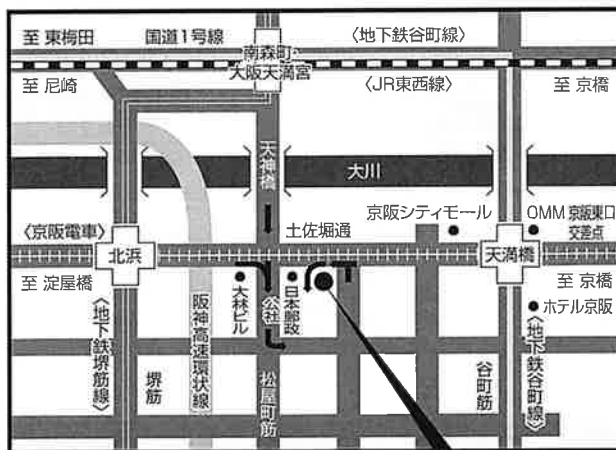 至 東梅田
国道1号線
〈地下鉄谷町線〉
南森町・
大阪天満宮
至 尼崎
〈JR東西線〉
至 京橋
天神橋
大川
〈京阪電車〉
北浜
土佐堀通
京阪シティモール
OMM
京阪東口
交差点
天満橋
至 淀屋橋
至 京橋
大林ビル
公社
日本郵政
ホテル京阪
〈地下鉄堺筋線〉
堺筋
阪神高速環状線
松屋町筋
谷町筋
〈地下鉄谷町線〉